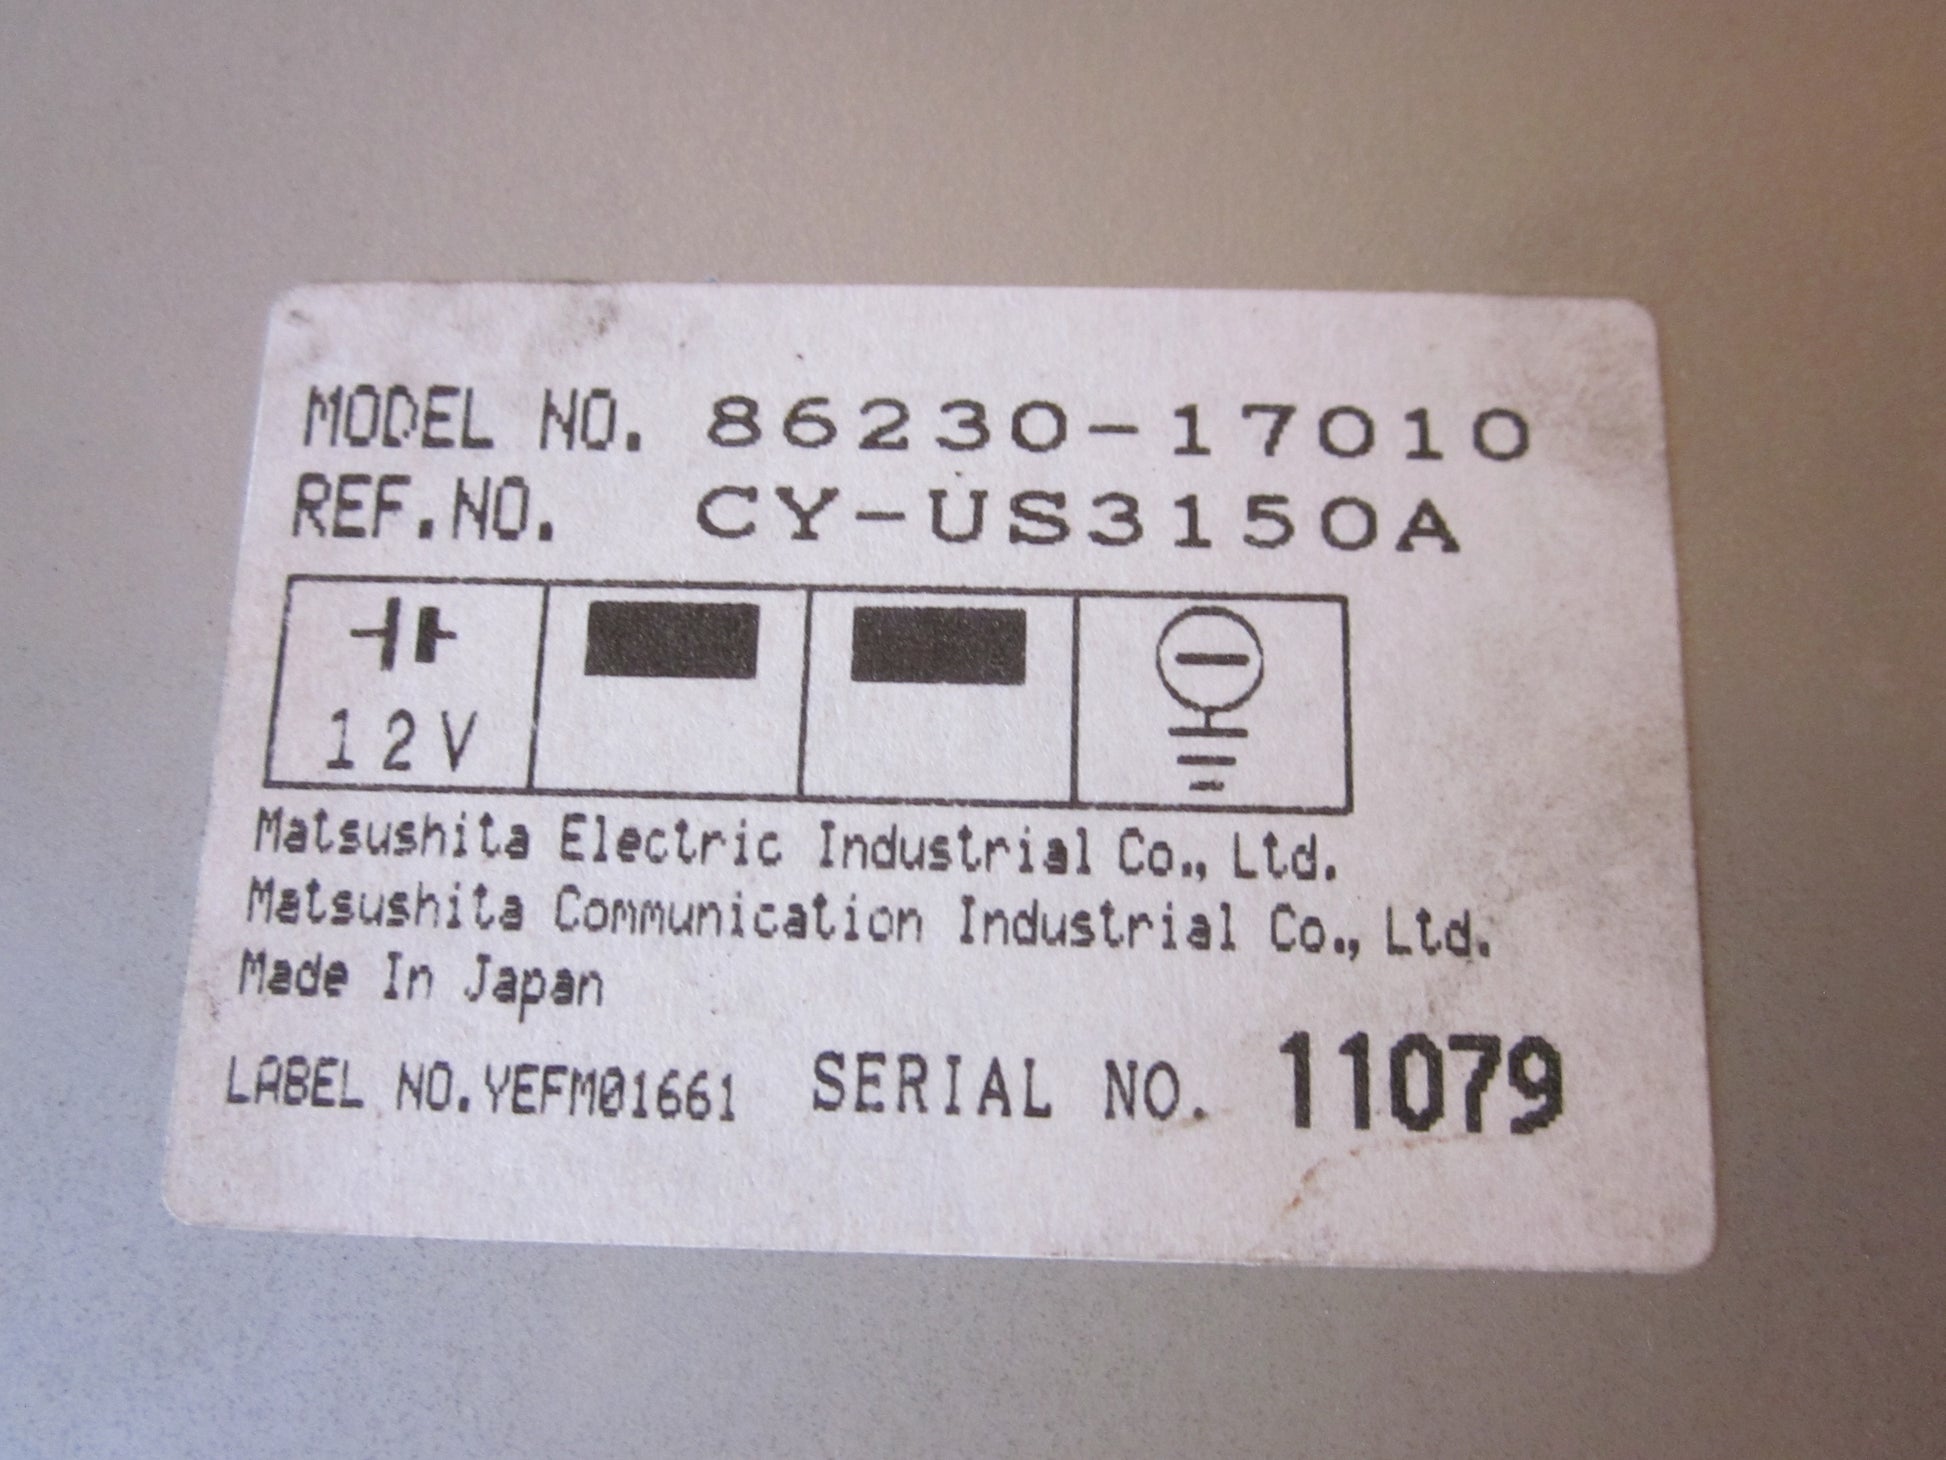 MODEL NO. 86230-17010
REF.NO. CY-US3150A
12V
Matsushita Electric Industrial Co., Ltd.
Matsushita Communication Industrial Co., Ltd.
Made In Japan
LABEL NO.YEFM01661 SERIAL NO. 11079